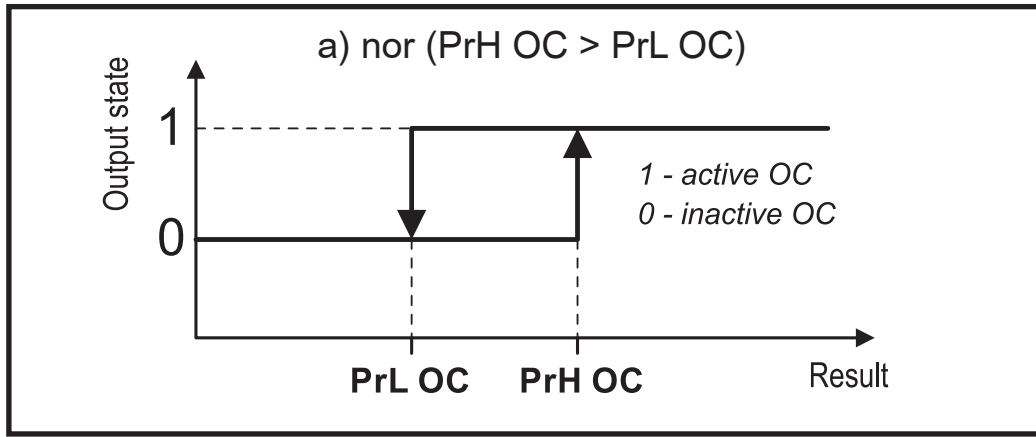 a) nor (PrH OC > PrL OC)
Output state
1
0
1 - active OC
0 - inactive OC
PrL OC
PrH OC
Result